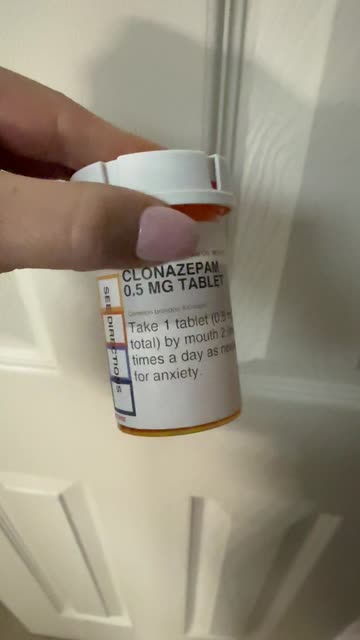 CLONAZEPAM
0.5 MG TABLET
Take 1 tablet (0.5
total) by mouth 2
times a day as
for anxiety.
SEE DIRECTIONS